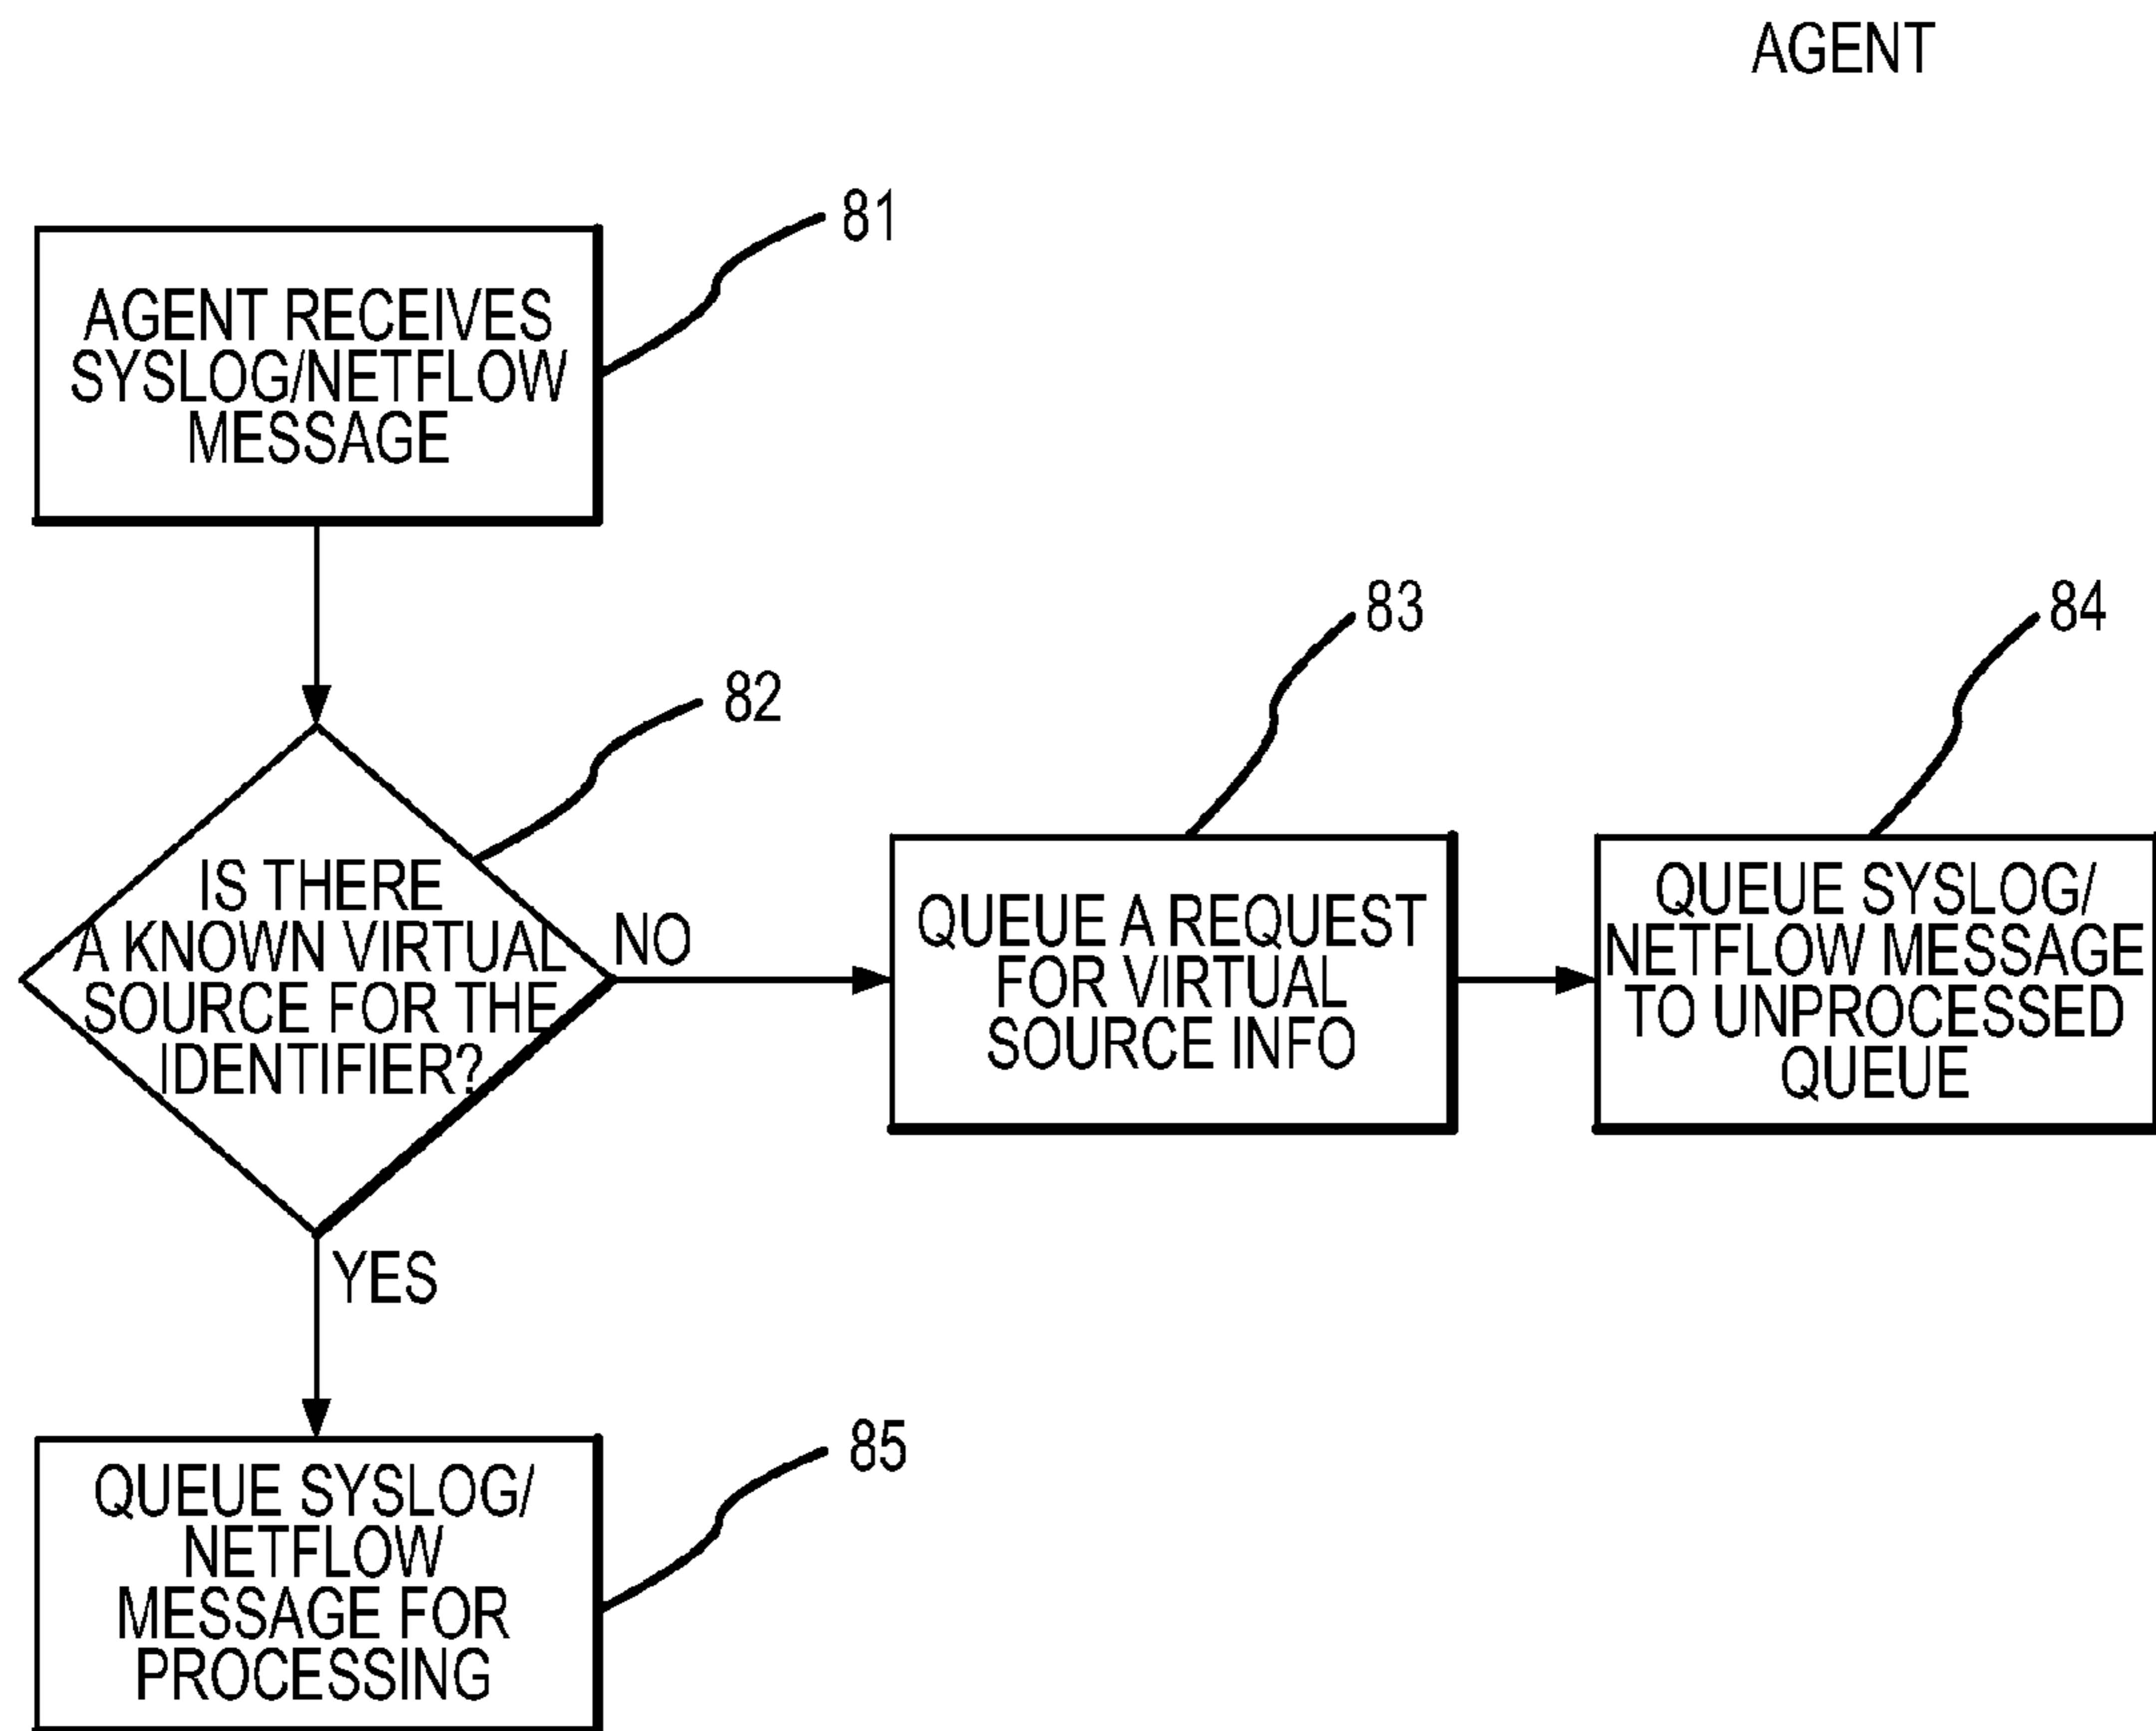 AGENT
81
AGENT RECEIVES
SYSLOG/NETFLOW
MESSAGE
82
IS THERE
A KNOWN VIRTUAL
SOURCE FOR THE
IDENTIFIER?
NO
83
QUEUE A REQUEST
FOR VIRTUAL
SOURCE INFO
84
QUEUE SYSLOG/
NETFLOW MESSAGE
TO UNPROCESSED
QUEUE
YES
85
QUEUE SYSLOG/
NETFLOW
MESSAGE FOR
PROCESSING